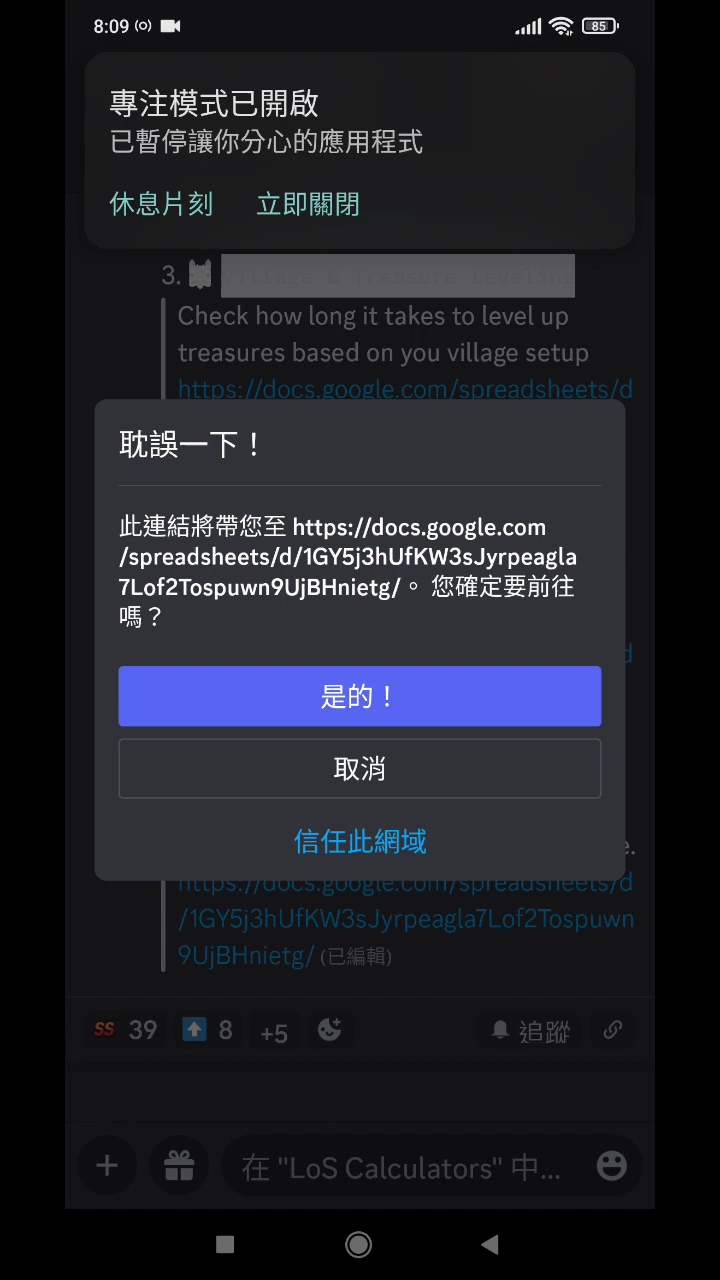 8:09
85
專注模式已開啟
已暫停讓你分心的應用程式
休息片刻 立即關閉
3. Village & Treasure Leveling
Check how long it takes to level up
treasures based on you village setup
https://docs.google.com/spreadsheets/d
耽誤一下！
此連結將帶您至 https://docs.google.com
/spreadsheets/d/1GY5j3hUfKW3sJyrpeagla
7Lof2Tospuwn9UjBHnietg/。 您確定要前往
嗎？
d
是的！
取消
信任此網域
e.
https://docs.google.com/spreadsheets/d
/1GY5j3hUfKW3sJyrpeagla7Lof2Tospuwn
9UjBHnietg/ (已編輯)
SS 39 8 +5 追蹤
在 "LoS Calculators" 中...